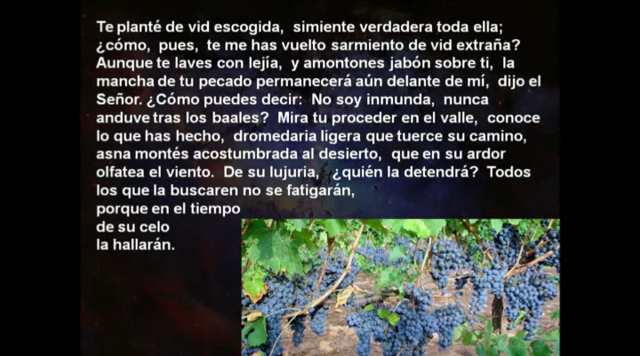 Te planté de vid escogida, simiente verdadera toda ella;
¿cómo, pues, te me has vuelto sarmiento de vid extraña?
Aunque te laves con lejía, y amontones jabón sobre ti, la
mancha de tu pecado permanecerá aún delante de mí, dijo el
Señor. ¿Cómo puedes decir: No soy inmunda, nunca
anduve tras los baales? Mira tu proceder en el valle, conoce
lo que has hecho, dromedaria ligera que tuerce su camino,
asna montés acostumbrada al desierto, que en su ardor
olfatea el viento. De su lujuria, ¿quién la detendrá? Todos
los que la buscaren no se fatigarán,
porque en el tiempo
de su celo
la hallarán.